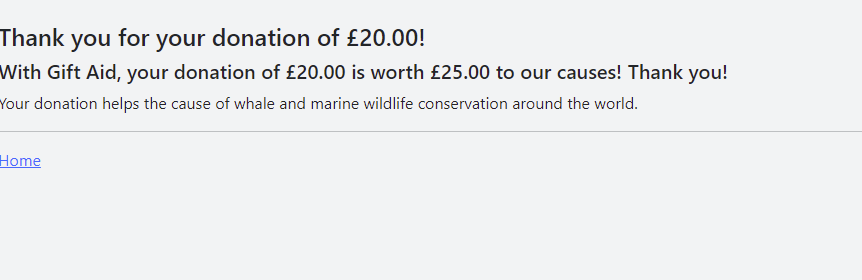 Thank you for your donation of £20.00!
With Gift Aid, your donation of £20.00 is worth £25.00 to our causes! Thank you!
Your donation helps the cause of whale and marine wildlife conservation around the world.
Home